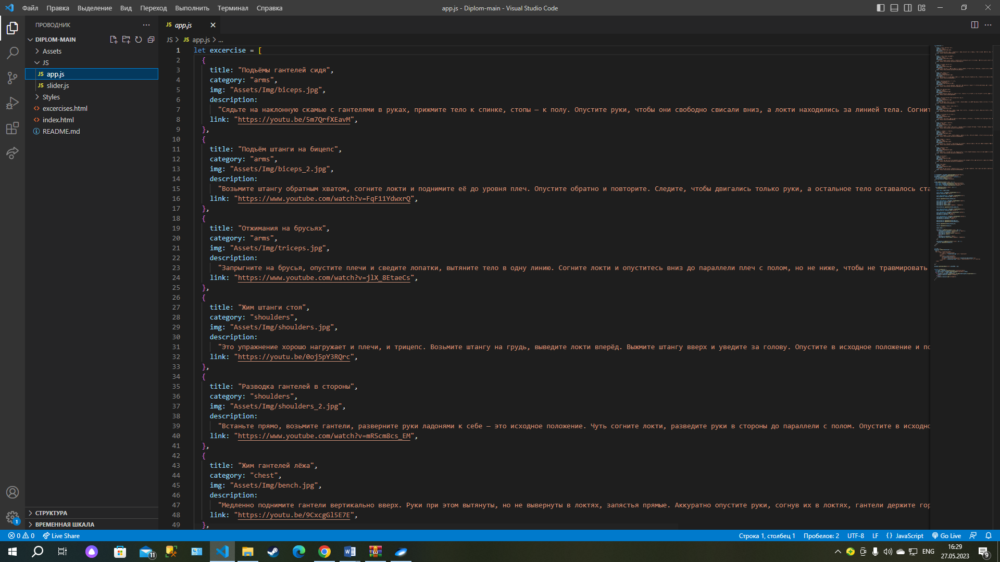 Файл Правка Выделение Вид Переход Выполнить Терминал Справка
app.js - Diplom-main - Visual Studio Code
ПРОВОДНИК
DIPLOM-MAIN
Assets
JS
JS app.js
JS slider.js
Styles
excercises.html
index.html
README.md
СТРУКТУРА
ВРЕМЕННАЯ ШКАЛА
JS app.js
JS > JS app.js > ...
1 let excercise = [
2 {
3 title: "Подъёмы гантелей сидя",
4 category: "arms",
5 img: "Assets/Img/biceps.jpg",
6 description:
7 "Сядьте на наклонную скамью с гантелями в руках, прижмите тело к спинке, стопы — к полу. Опустите руки, чтобы они свободно свисали вниз, а локти находились за линией тела. Согнит
8 link: "https://youtu.be/5m7QrfXEavM",
9 },
10 {
11 title: "Подъём штанги на бицепс",
12 category: "arms",
13 img: "Assets/Img/biceps_2.jpg",
14 description:
15 "Возьмите штангу обратным хватом, согните локти и поднимите её до уровня плеч. Опустите обратно и повторите. Следите, чтобы двигались только руки, а остальное тело оставалось ста
16 link: "https://www.youtube.com/watch?v=FqF11YdwxrQ",
17 },
18 {
19 title: "Отжимания на брусьях",
20 category: "arms",
21 img: "Assets/Img/triceps.jpg",
22 description:
23 "Запрыгните на брусья, опустите плечи и сведите лопатки, вытяните тело в одну линию. Согните локти и опуститесь вниз до параллели плеч с полом, но не ниже, чтобы не травмировать
24 link: "https://www.youtube.com/watch?v=jlX_8EtaeCs",
25 },
26 {
27 title: "Жим штанги стоя",
28 category: "shoulders",
29 img: "Assets/Img/shoulders.jpg",
30 description:
31 "Это упражнение хорошо нагружает и плечи, и трицепс. Возьмите штангу на грудь, выведите локти вперёд. Выжмите штангу вверх и уведите за голову. Опустите в исходное положение и по
32 link: "https://youtu.be/0oj5pY3RQrc",
33 },
34 {
35 title: "Разводка гантелей в стороны",
36 category: "shoulders",
37 img: "Assets/Img/shoulders_2.jpg",
38 description:
39 "Встаньте прямо, возьмите гантели, разверните руки ладонями к себе — это исходное положение. Чуть согните локти, разведите руки в стороны до параллели с полом. Опустите в исходно
40 link: "https://www.youtube.com/watch?v=mRScm8cs_EM",
41 },
42 {
43 title: "Жим гантелей лёжа",
44 category: "chest",
45 img: "Assets/Img/bench.jpg",
46 description:
47 "Медленно поднимите гантели вертикально вверх. Руки при этом вытянуты, но не вывернуты в локтях, запястья прямые. Аккуратно опустите руки, согнув их в локтях, гантели держите гор
48 link: "https://youtu.be/9CxcgGl5E7E",
49 },
1
0 0 Live Share
Строка 1, столбец 1 Пробелов: 2 UTF-8 LF {} JavaScript Go Live
11
ENG
16:29
27.05.2023
9